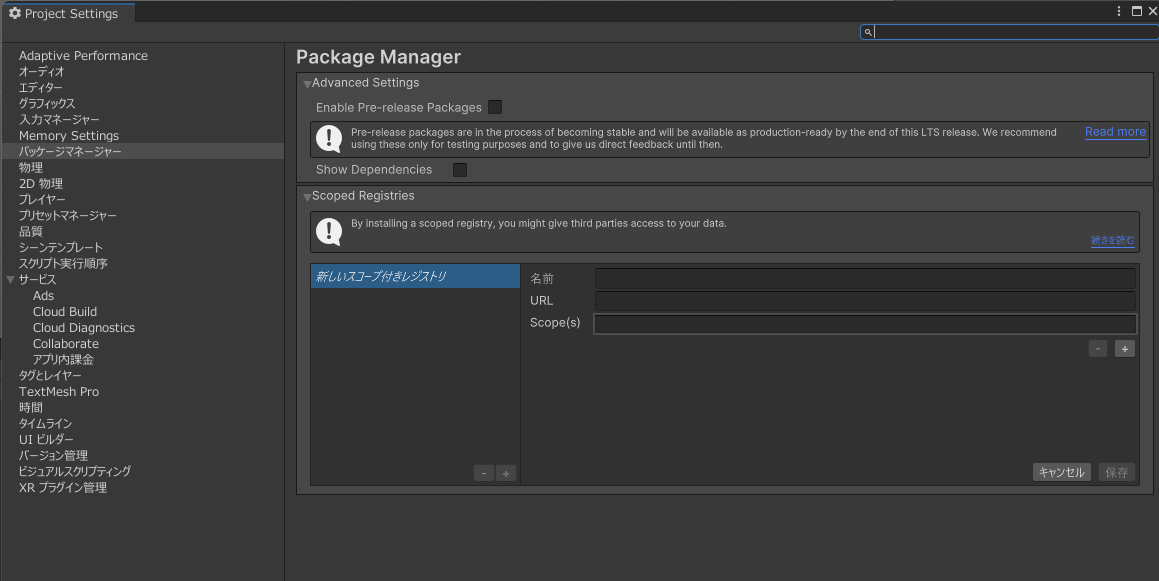 Project Settings
Adaptive Performance
オーディオ
エディター
グラフィックス
入力マネージャー
Memory Settings
パッケージマネージャー
物理
2D 物理
プレイヤー
プリセットマネージャー
品質
シーンテンプレート
スクリプト実行順序
サービス
Ads
Cloud Build
Cloud Diagnostics
Collaborate
アプリ内課金
タグとレイヤー
TextMesh Pro
時間
タイムライン
UI ビルダー
バージョン管理
ビジュアルスクリプティング
XR プラグイン管理
Package Manager
Advanced Settings
Enable Pre-release Packages
Pre-release packages are in the process of becoming stable and will be available as production-ready by the end of this LTS release. We recommend
using these only for testing purposes and to give us direct feedback until then.
Read more
Show Dependencies
Scoped Registries
By installing a scoped registry, you might give third parties access to your data.
続きを読む
新しいスコープ付きレジストリ
名前
URL
Scope(s)
- +
- +
キャンセル 保存